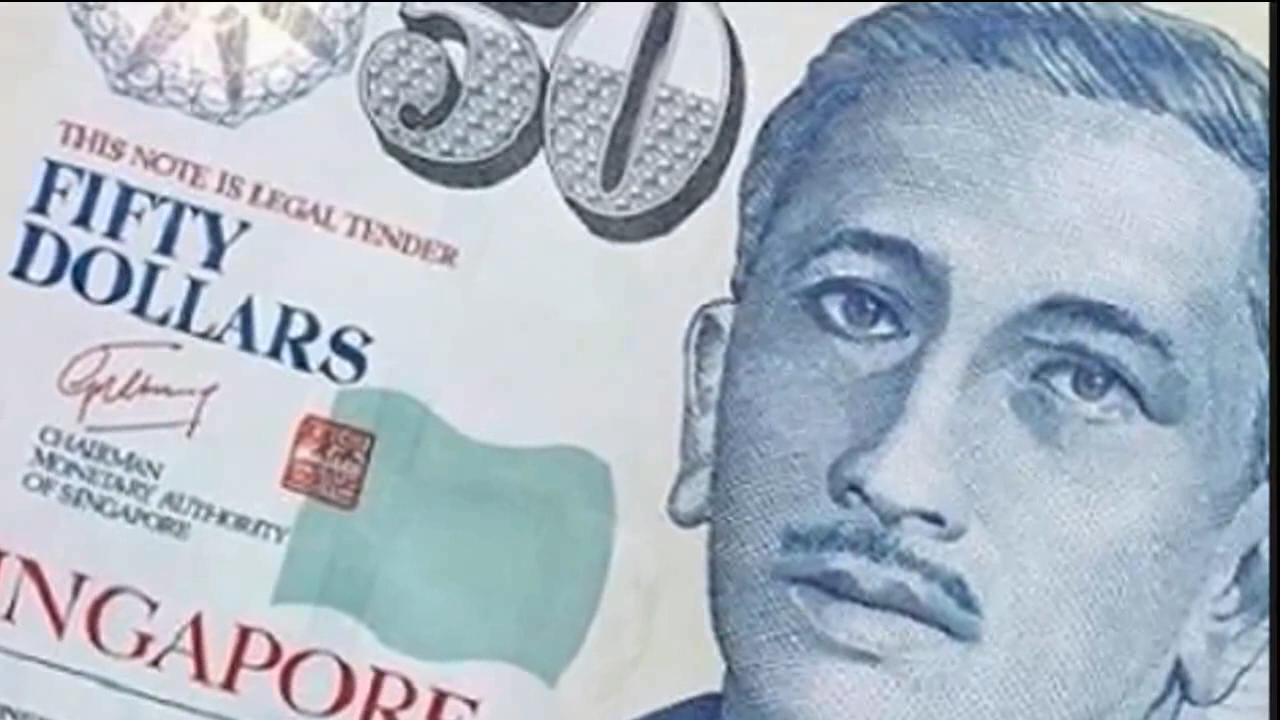 50
THIS NOTE IS LEGAL TENDER
FIFTY
DOLLARS
CHAIRMAN
MONETARY AUTHORITY
OF SINGAPORE
INGAPORE